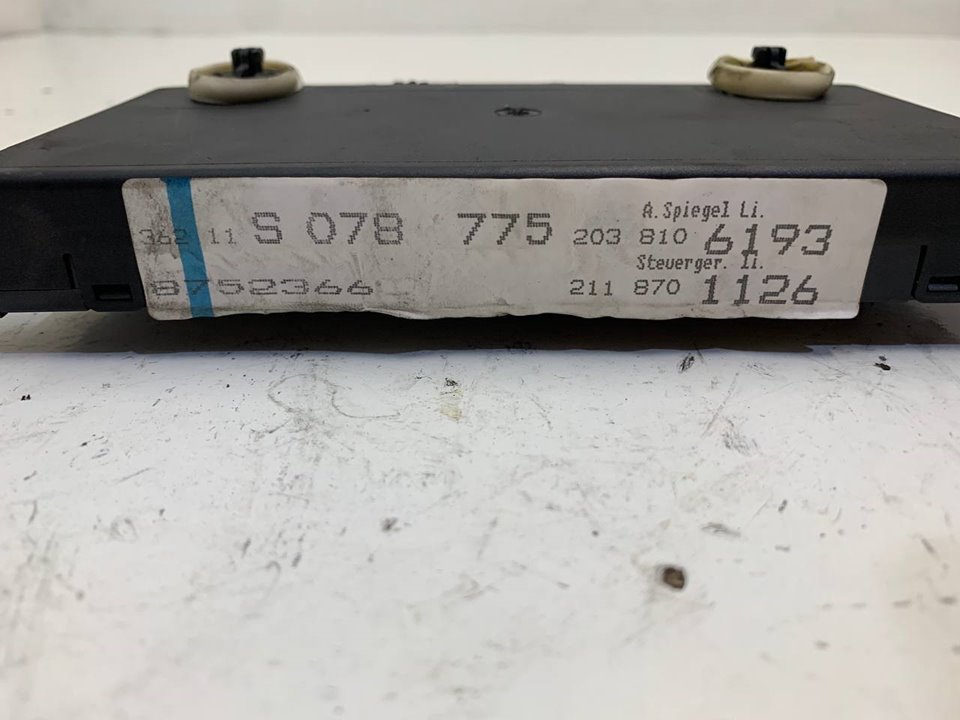 A.Spiegel Li.
362 11 S 078 775 203 810 6193
Steuerger. li.
8752366 211 870 1126